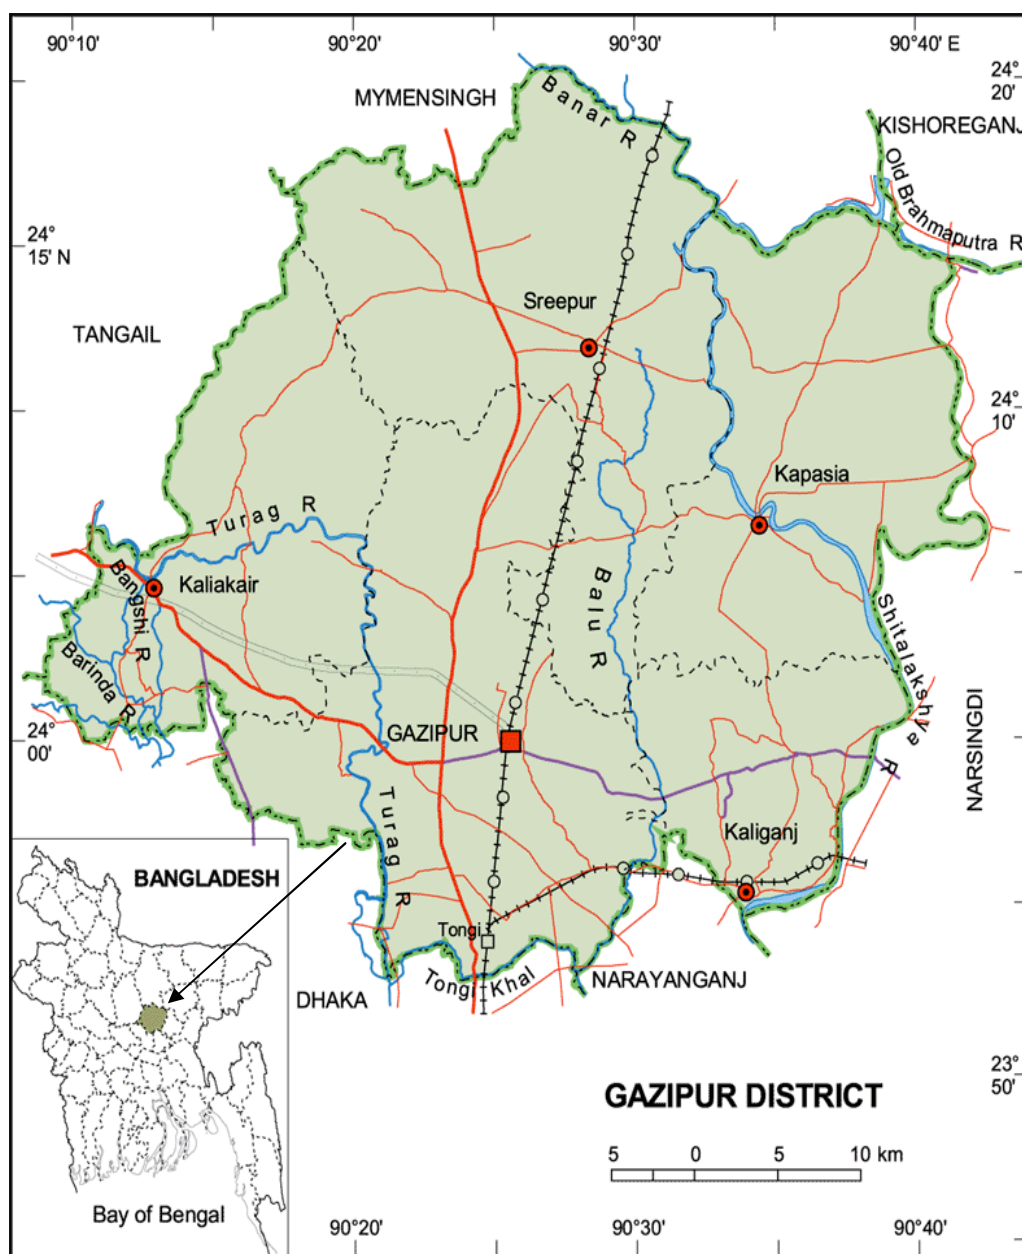 90°10'
90°20'
90°30'
90°40' E
24°
20'
MYMENSINGH
Banar R
KISHOREGANJ
Old Brahmaputra R
24°
15' N
Sreepur
TANGAIL
24°
10'
Kapasia
Turag R
Kaliakair
Bangshi R
Balu R
Shitalakshya R
Barinda R
24°
00'
GAZIPUR
NARSINGDI
Turag R
Kaliganj
BANGLADESH
Tongi
Tongi Khal
NARAYANGANJ
DHAKA
23°
50'
GAZIPUR DISTRICT
5 0 5 10 km
Bay of Bengal
90°20'
90°30'
90°40'